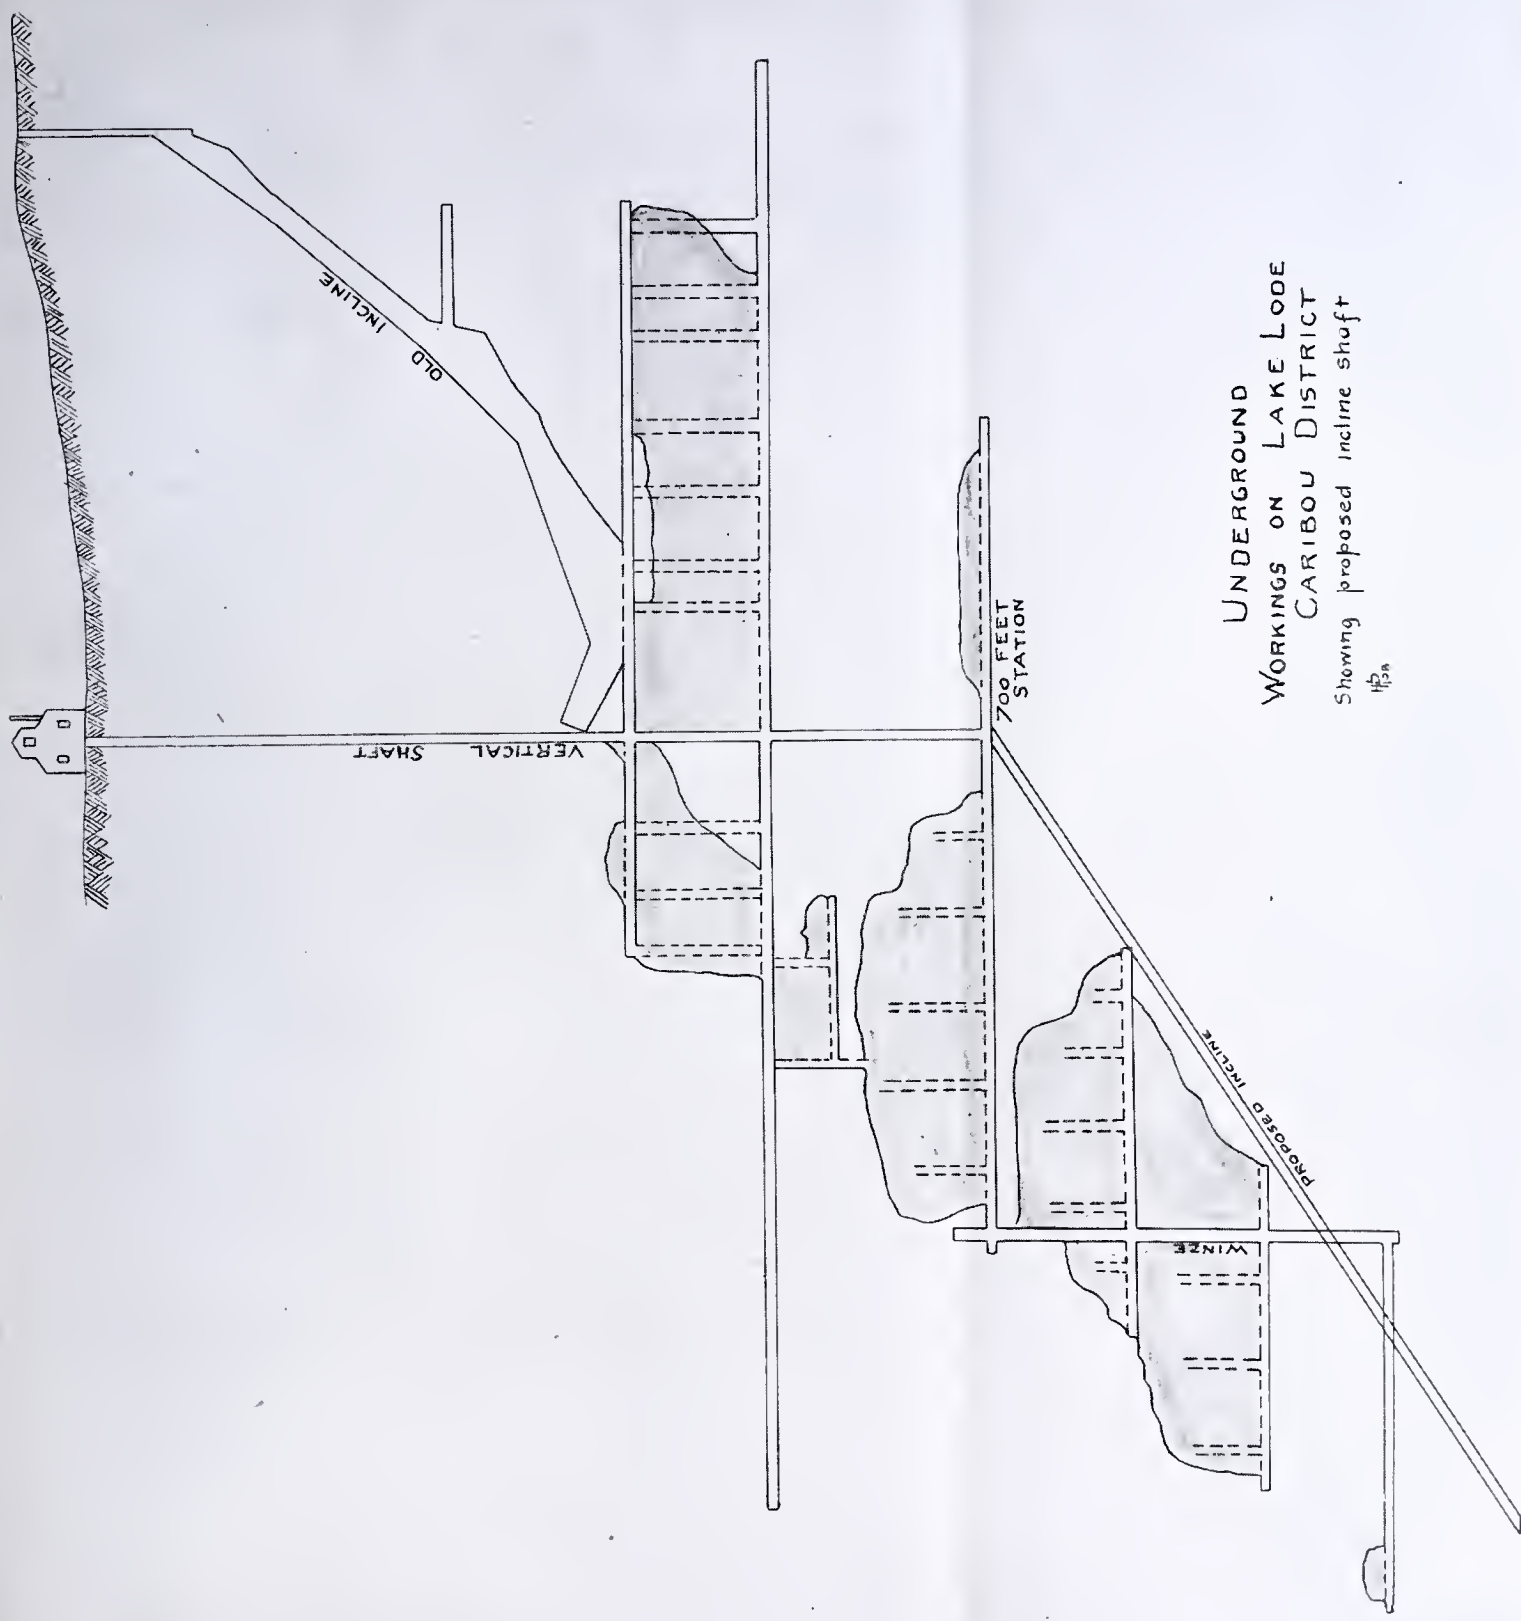 UNDERGROUND
WORKINGS ON LAKE LODE
CARIBOU DISTRICT
Showing proposed incline shaft
OLD INCLINE
VERTICAL SHAFT
700 FEET
STATION
WINZE
PROPOSED INCLINE